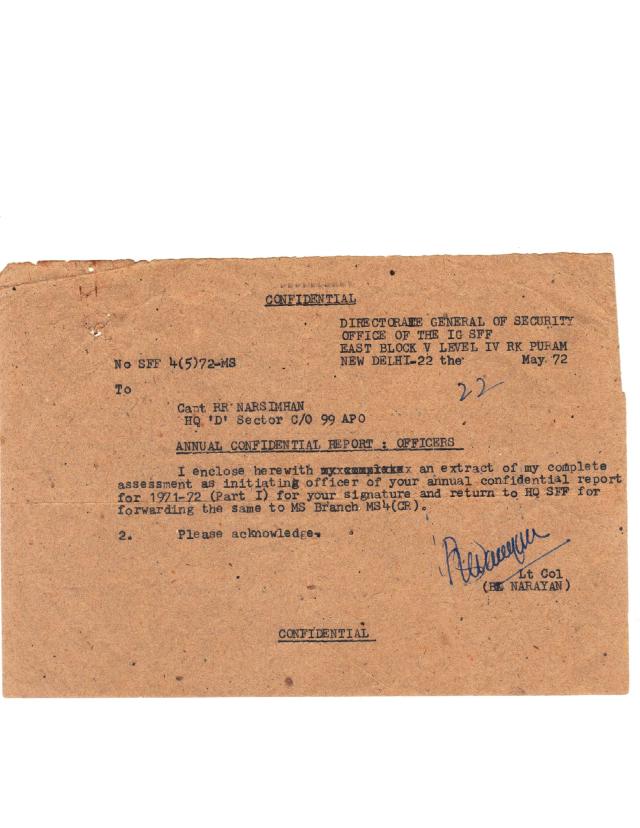 CONFIDENTIAL
DIRECTORATE GENERAL OF SECURITY
OFFICE OF THE IG SFF
EAST BLOCK V LEVEL IV RK PURAM
No SFF 4(5)72-MS NEW DELHI-22 the May 72
22
To
Capt RR NARSIMHAN
HQ 'D' Sector C/O 99 APO
ANNUAL CONFIDENTIAL REPORT : OFFICERS
I enclose herewith an extract of my complete
assessment as initiating officer of your annual confidential report
for 1971-72 (Part I) for your signature and return to HQ SFF for
forwarding the same to MS Branch MS4(CR).
2. Please acknowledge.
Lt Col
NARAYAN)
CONFIDENTIAL